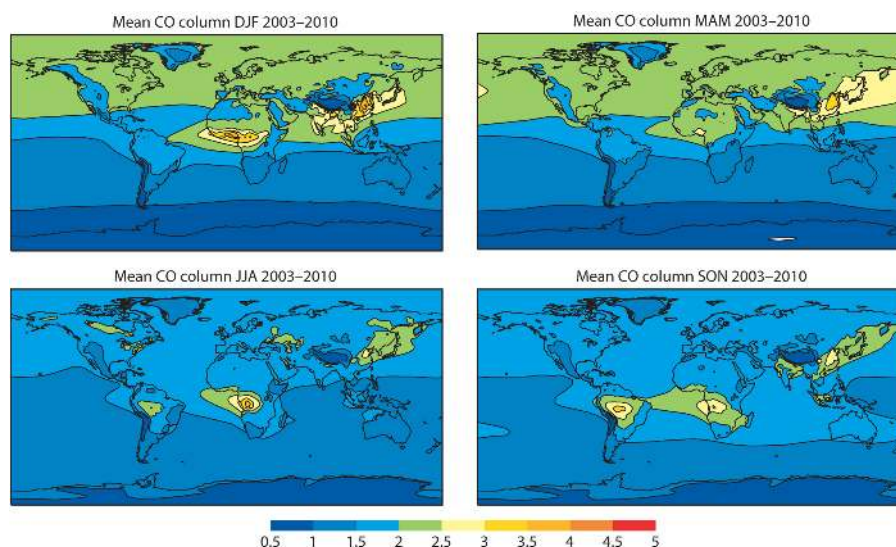 Mean CO column DJF 2003–2010
Mean CO column MAM 2003–2010
Mean CO column JJA 2003–2010
Mean CO column SON 2003–2010
0.5 1 1.5 2 2.5 3 3.5 4 4.5 5